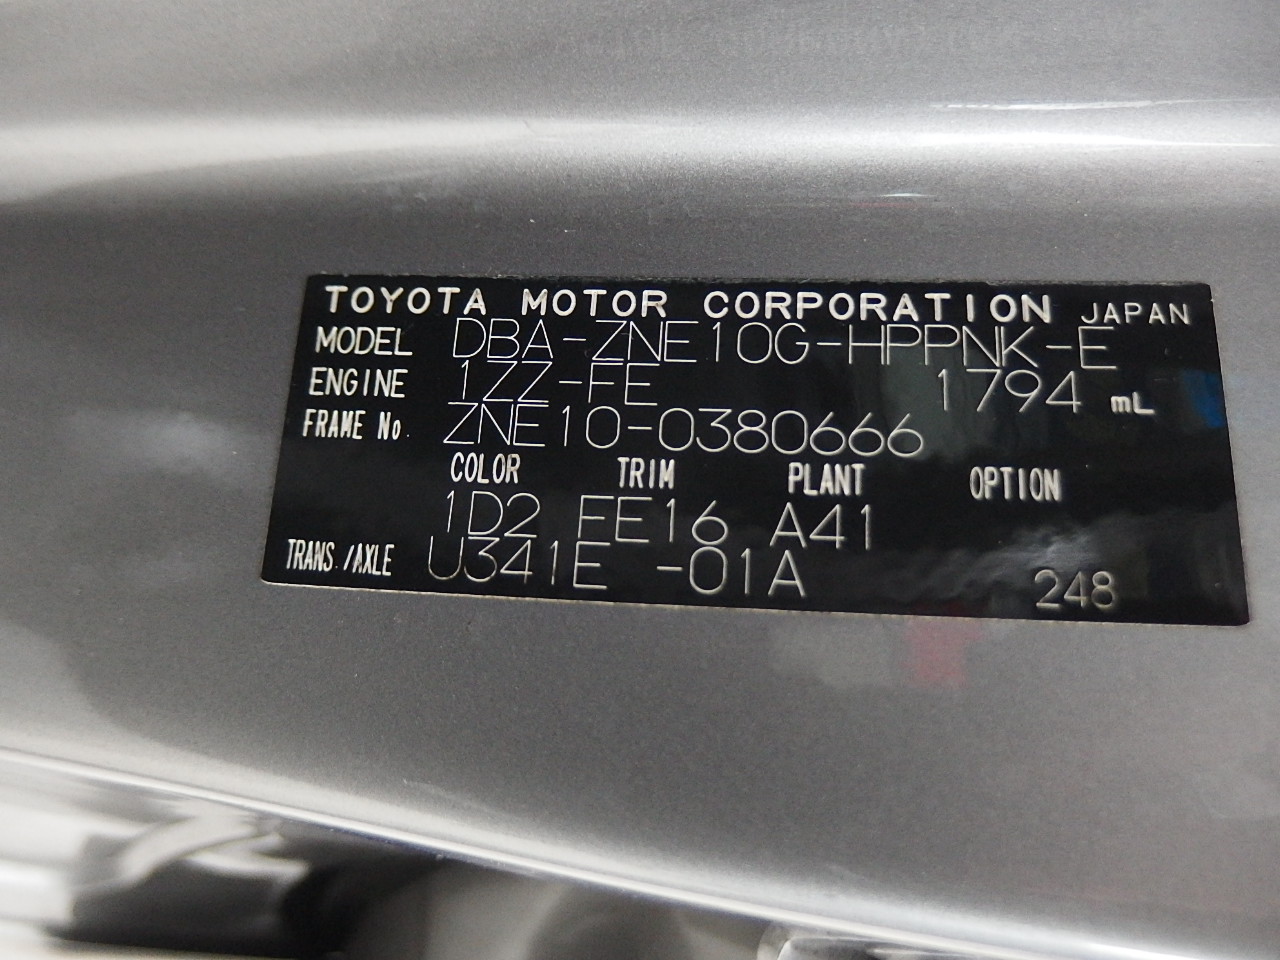 TOYOTA MOTOR CORPORATION JAPAN
MODEL DBA-ZNE10G-HPPNK-E
ENGINE 1ZZ-FE 1794 mL
FRAME No. ZNE10-0380666
COLOR TRIM PLANT OPTION
1D2 FE16 A41
TRANS./AXLE U341E -01A 248